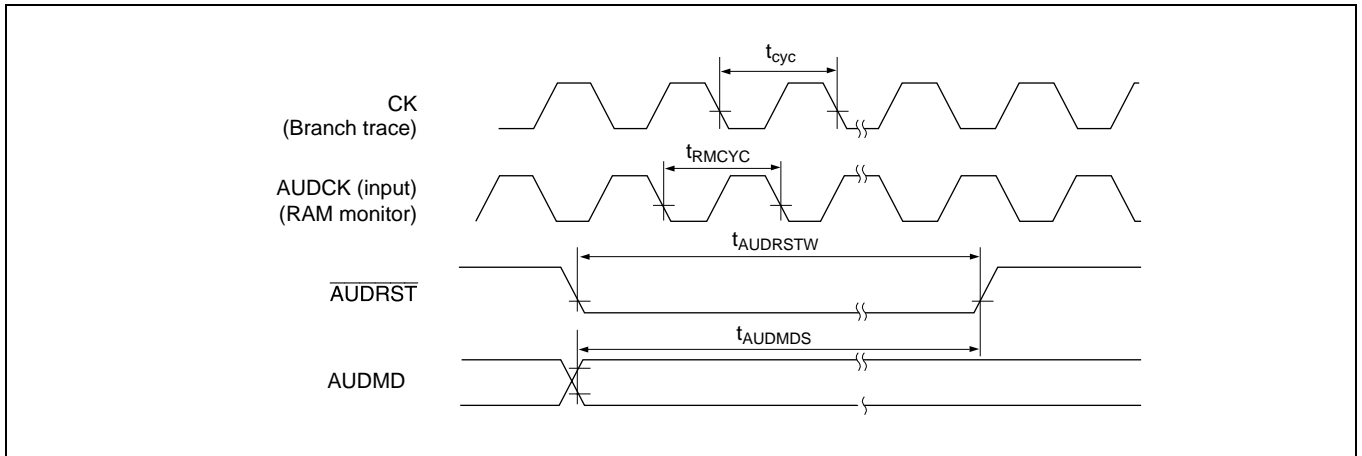 tcyc
CK
(Branch trace)
tRMCYC
AUDCK (input)
(RAM monitor)
tAUDRSTW
AUDRST
tAUDMDS
AUDMD